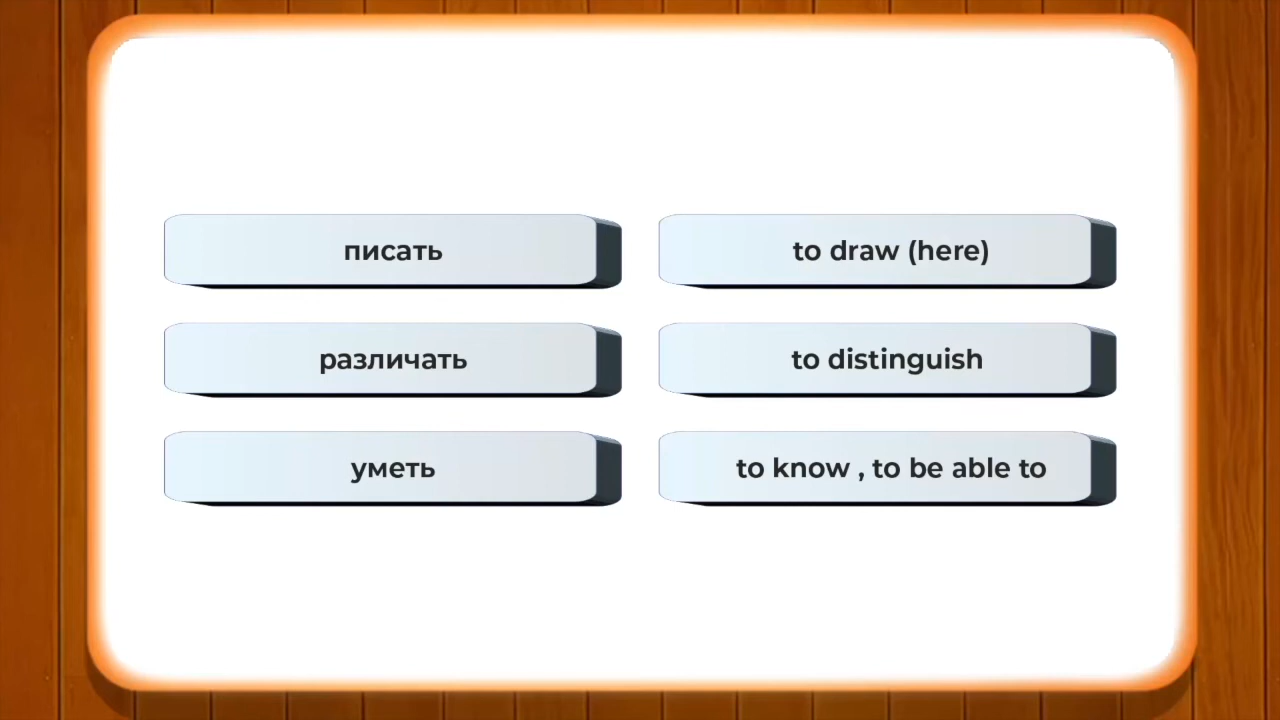 писать
to draw (here)
различать
to distinguish
уметь
to know , to be able to